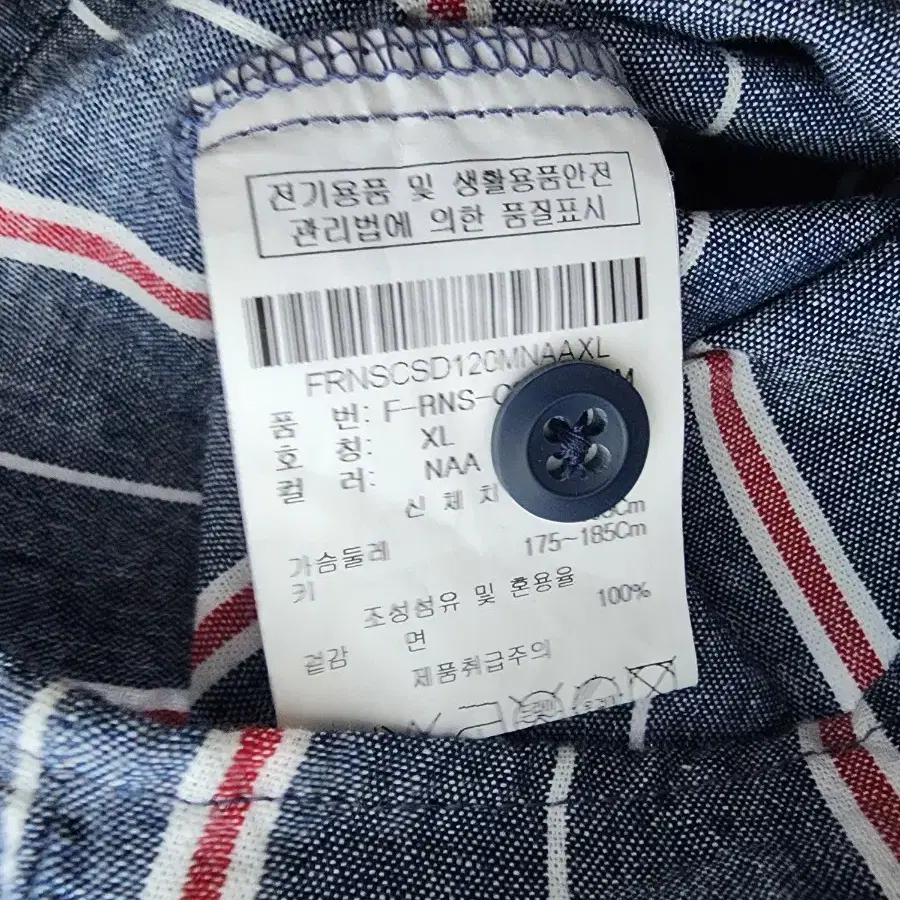 전기용품 및 생활용품안전
관리법에 의한 품질표시
FRNSCSD120MNAAXL
품 번: F-RNS-
호 칭: XL
컬 러: NAA
신 체 치
가슴둘레
키 175~185Cm
조성섬유 및 혼용율
겉감 면 100%
제품취급주의